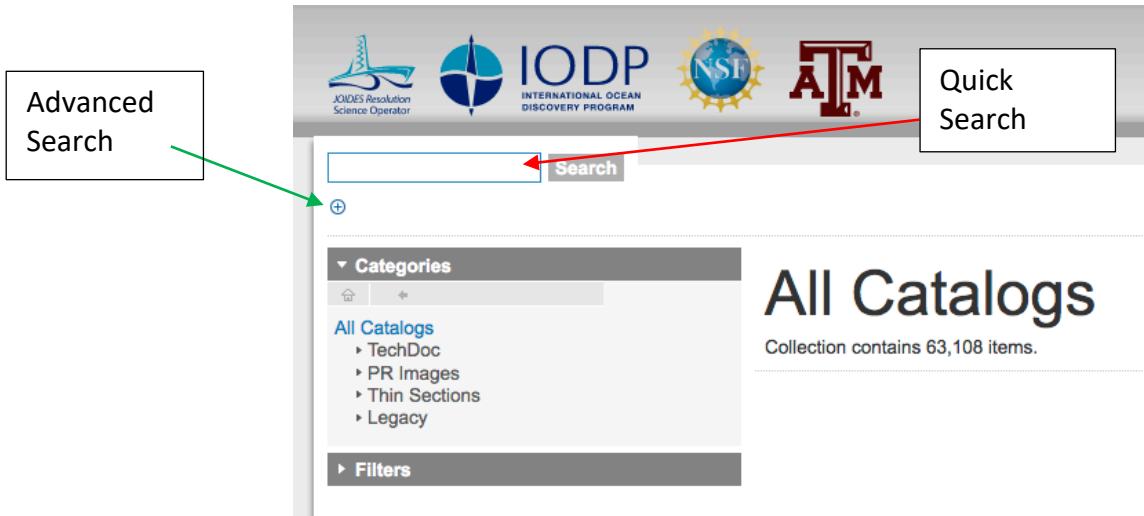 JOIDES Resolution
Science Operator
IODP
INTERNATIONAL OCEAN
DISCOVERY PROGRAM
NSF
ATM
Advanced
Search
Quick
Search
Search
Categories
All Catalogs
TechDoc
PR Images
Thin Sections
Legacy
Filters
All Catalogs
Collection contains 63,108 items.